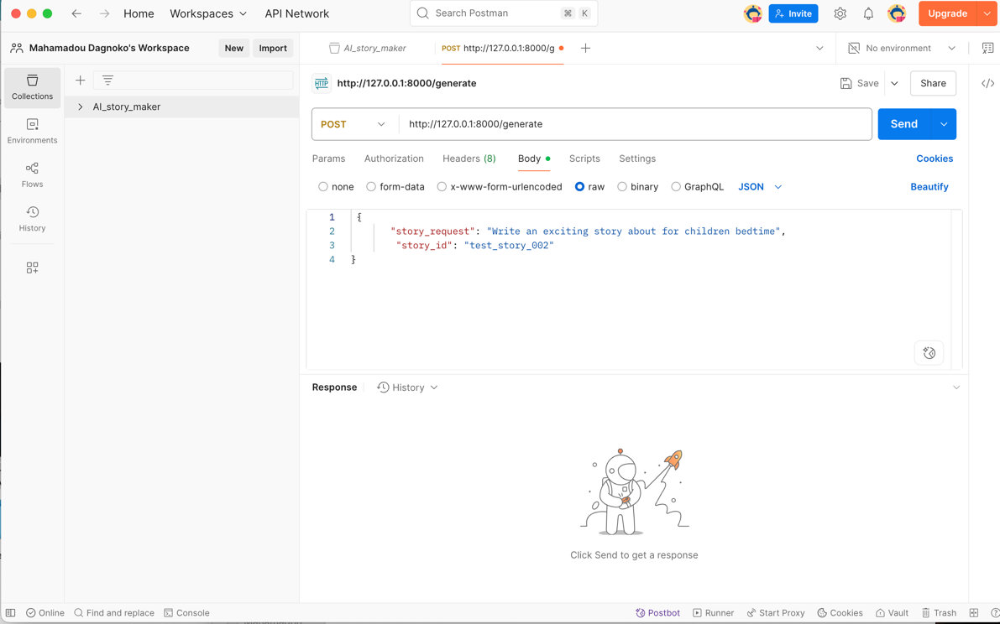 Home Workspaces API Network Search Postman ⌘ K Invite Upgrade
Mahamadou Dagnoko's Workspace New Import AI_story_maker POST http://127.0.0.1:8000/g No environment
Collections
AI_story_maker
Environments
Flows
History
HTTP http://127.0.0.1:8000/generate Save Share </>
POST http://127.0.0.1:8000/generate Send
Params Authorization Headers (8) Body Scripts Settings Cookies
none form-data x-www-form-urlencoded raw binary GraphQL JSON Beautify
1 {
2 "story_request": "Write an exciting story about for children bedtime",
3 "story_id": "test_story_002"
4 }
Response History
Click Send to get a response
Online Find and replace Console Postbot Runner Start Proxy Cookies Vault Trash